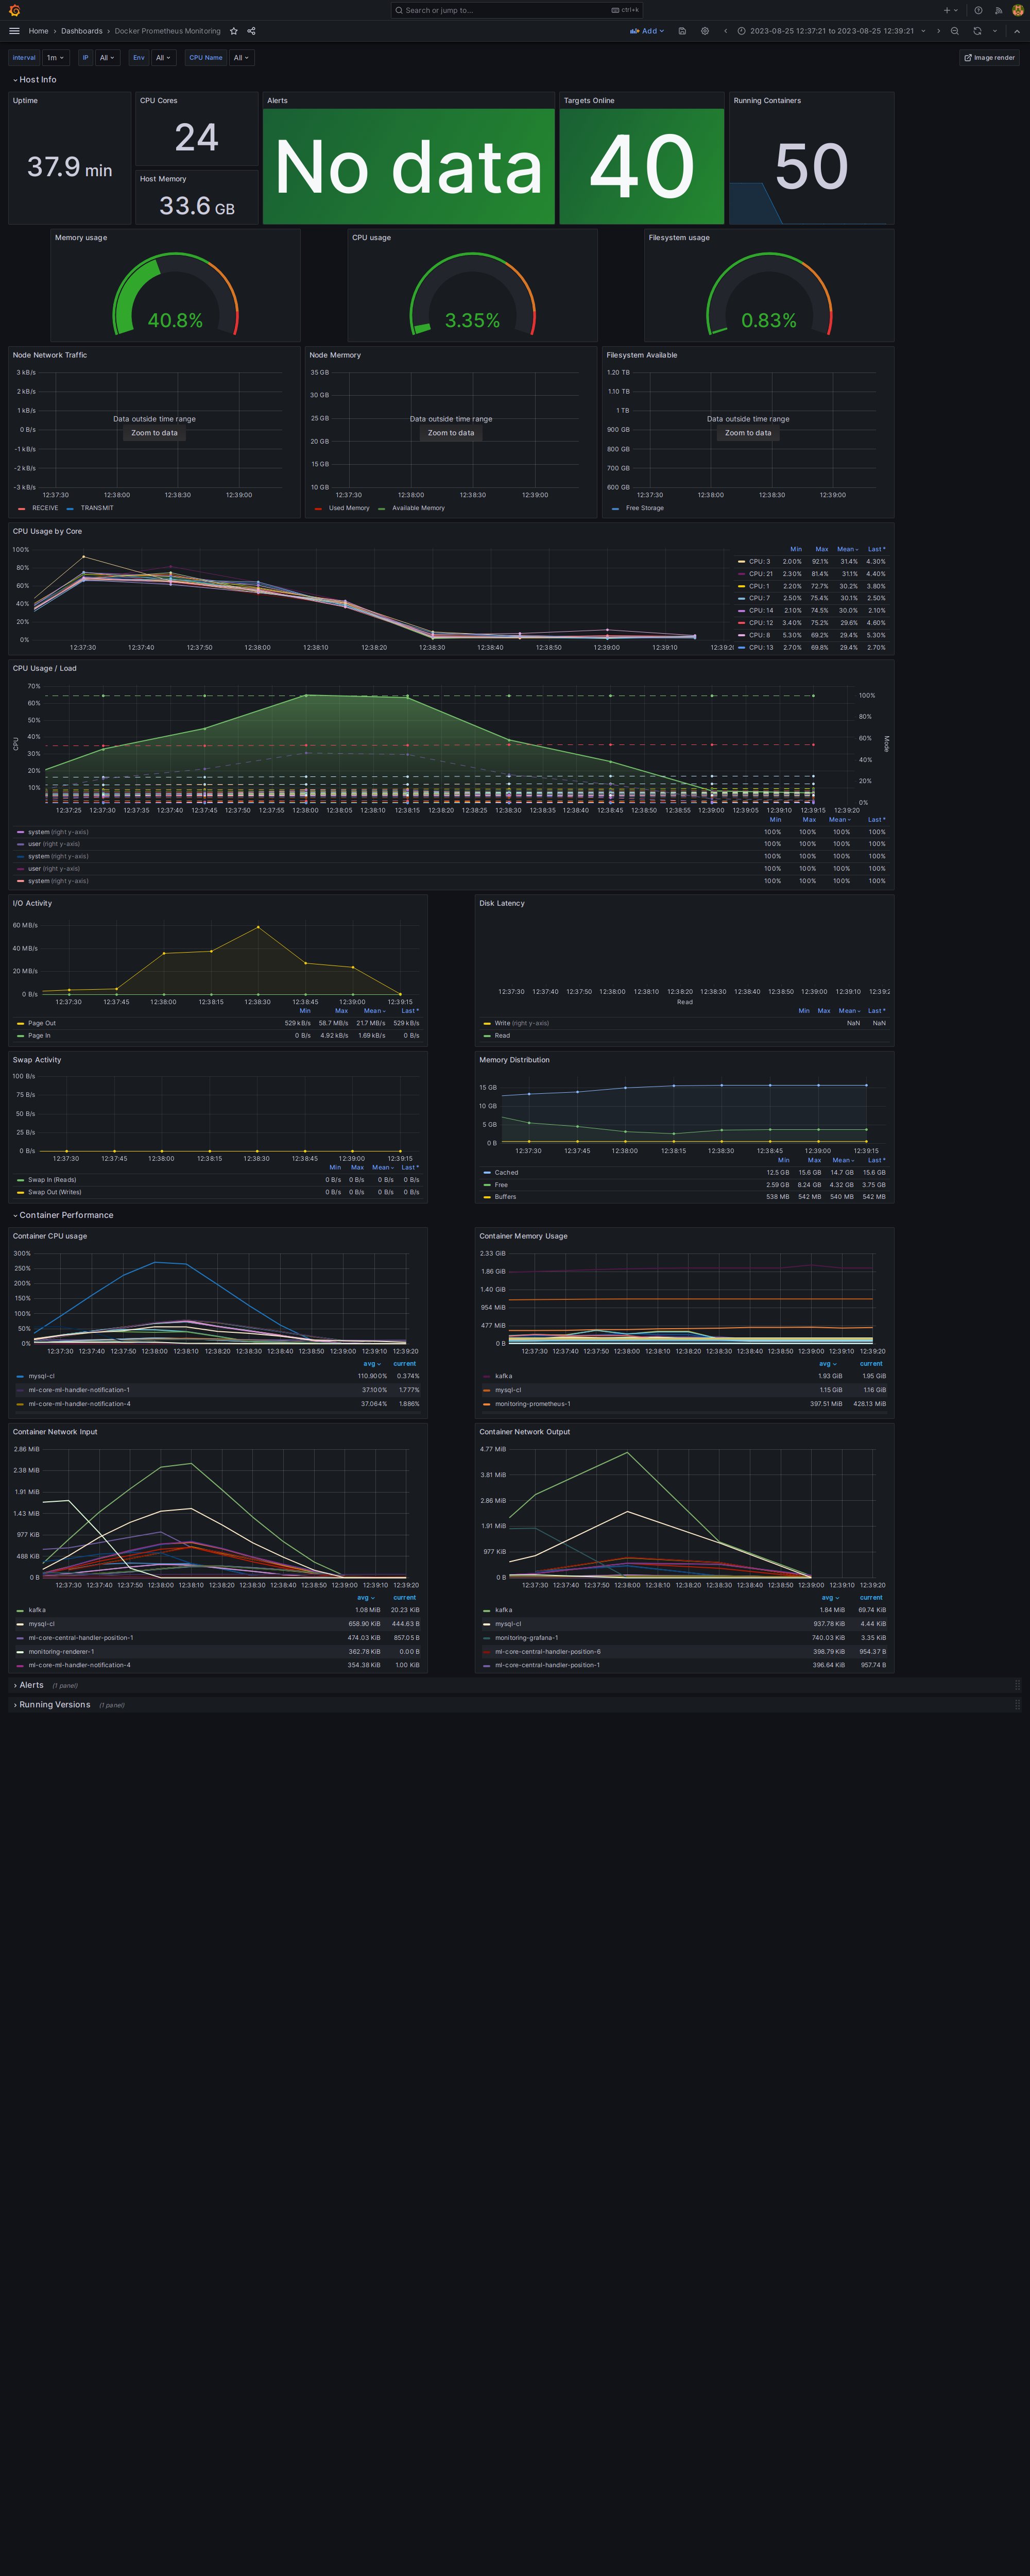 Search or jump to...
ctrl+k
Home › Dashboards › Docker Prometheus Monitoring
Add
2023-08-25 12:37:21 to 2023-08-25 12:39:21
Interval 1m IP All Env All CPU Name All
Image render
Host Info
Uptime
37.9 min
CPU Cores
24
Host Memory
33.6 GB
Alerts
No data
Targets Online
40
Running Containers
50
Memory usage
40.8%
CPU usage
3.35%
Filesystem usage
0.83%
Node Network Traffic
3 kB/s
2 kB/s
1 kB/s
0 B/s
-1 kB/s
-2 kB/s
-3 kB/s
Data outside time range
Zoom to data
12:37:30 12:38:00 12:38:30 12:39:00
RECEIVE TRANSMIT
Node Mermory
35 GB
30 GB
25 GB
20 GB
15 GB
10 GB
Data outside time range
Zoom to data
12:37:30 12:38:00 12:38:30 12:39:00
Used Memory Available Memory
Filesystem Available
1.20 TB
1.10 TB
1 TB
900 GB
800 GB
700 GB
600 GB
Data outside time range
Zoom to data
12:37:30 12:38:00 12:38:30 12:39:00
Free Storage
CPU Usage by Core
100%
80%
60%
40%
20%
0%
12:37:30 12:37:40 12:37:50 12:38:00 12:38:10 12:38:20 12:38:30 12:38:40 12:38:50 12:39:00 12:39:10 12:39:2
Min Max Mean Last *
CPU: 3 2.00% 92.1% 31.4% 4.30%
CPU: 21 2.30% 81.4% 31.1% 4.40%
CPU: 1 2.20% 72.7% 30.2% 3.80%
CPU: 7 2.50% 75.4% 30.1% 2.50%
CPU: 14 2.10% 74.5% 30.0% 2.10%
CPU: 12 3.40% 75.2% 29.6% 4.60%
CPU: 8 5.30% 69.2% 29.4% 5.30%
CPU: 13 2.70% 69.8% 29.4% 2.70%
CPU Usage / Load
CPU
70%
60%
50%
40%
30%
20%
10%
100%
80%
60%
40%
20%
0%
Mode
12:37:25 12:37:30 12:37:35 12:37:40 12:37:45 12:37:50 12:37:55 12:38:00 12:38:05 12:38:10 12:38:15 12:38:20 12:38:25 12:38:30 12:38:35 12:38:40 12:38:45 12:38:50 12:38:55 12:39:00 12:39:05 12:39:10 12:39:15 12:39:20
Min Max Mean Last *
system (right y-axis) 100% 100% 100% 100%
user (right y-axis) 100% 100% 100% 100%
system (right y-axis) 100% 100% 100% 100%
user (right y-axis) 100% 100% 100% 100%
system (right y-axis) 100% 100% 100% 100%
I/O Activity
60 MB/s
40 MB/s
20 MB/s
0 B/s
12:37:30 12:37:45 12:38:00 12:38:15 12:38:30 12:38:45 12:39:00 12:39:15
Min Max Mean Last *
Page Out 529 kB/s 58.7 MB/s 21.7 MB/s 529 kB/s
Page In 0 B/s 4.92 kB/s 1.69 kB/s 0 B/s
Disk Latency
12:37:30 12:37:40 12:37:50 12:38:00 12:38:10 12:38:20 12:38:30 12:38:40 12:38:50 12:39:00 12:39:10 12:39:2
Read
Min Max Mean Last *
Write (right y-axis) NaN NaN
Read
Swap Activity
100 B/s
75 B/s
50 B/s
25 B/s
0 B/s
12:37:30 12:37:45 12:38:00 12:38:15 12:38:30 12:38:45 12:39:00 12:39:15
Min Max Mean Last *
Swap In (Reads) 0 B/s 0 B/s 0 B/s 0 B/s
Swap Out (Writes) 0 B/s 0 B/s 0 B/s 0 B/s
Memory Distribution
15 GB
10 GB
5 GB
0 B
12:37:30 12:37:45 12:38:00 12:38:15 12:38:30 12:38:45 12:39:00 12:39:15
Min Max Mean Last *
Cached 12.5 GB 15.6 GB 14.7 GB 15.6 GB
Free 2.59 GB 8.24 GB 4.32 GB 3.75 GB
Buffers 538 MB 542 MB 540 MB 542 MB
Container Performance
Container CPU usage
300%
250%
200%
150%
100%
50%
0%
12:37:30 12:37:40 12:37:50 12:38:00 12:38:10 12:38:20 12:38:30 12:38:40 12:38:50 12:39:00 12:39:10 12:39:20
avg current
mysql-cl 110.900% 0.374%
ml-core-ml-handler-notification-1 37.100% 1.777%
ml-core-ml-handler-notification-4 37.064% 1.886%
Container Memory Usage
2.33 GiB
1.86 GiB
1.40 GiB
954 MiB
477 MiB
0 B
12:37:30 12:37:40 12:37:50 12:38:00 12:38:10 12:38:20 12:38:30 12:38:40 12:38:50 12:39:00 12:39:10 12:39:20
avg current
kafka 1.93 GiB 1.95 GiB
mysql-cl 1.15 GiB 1.16 GiB
monitoring-prometheus-1 397.51 MiB 428.13 MiB
Container Network Input
2.86 MiB
2.38 MiB
1.91 MiB
1.43 MiB
977 KiB
488 KiB
0 B
12:37:30 12:37:40 12:37:50 12:38:00 12:38:10 12:38:20 12:38:30 12:38:40 12:38:50 12:39:00 12:39:10 12:39:20
avg current
kafka 1.08 MiB 20.23 KiB
mysql-cl 658.90 KiB 444.63 B
ml-core-central-handler-position-1 474.03 KiB 857.05 B
monitoring-renderer-1 362.78 KiB 0.00 B
ml-core-ml-handler-notification-4 354.38 KiB 1.00 KiB
Container Network Output
4.77 MiB
3.81 MiB
2.86 MiB
1.91 MiB
977 KiB
0 B
12:37:30 12:37:40 12:37:50 12:38:00 12:38:10 12:38:20 12:38:30 12:38:40 12:38:50 12:39:00 12:39:10 12:39:20
avg current
kafka 1.84 MiB 69.74 KiB
mysql-cl 937.78 KiB 4.44 KiB
monitoring-grafana-1 740.03 KiB 3.35 KiB
ml-core-central-handler-position-6 398.79 KiB 954.37 B
ml-core-central-handler-position-1 396.64 KiB 957.74 B
Alerts (1 panel)
Running Versions (1 panel)